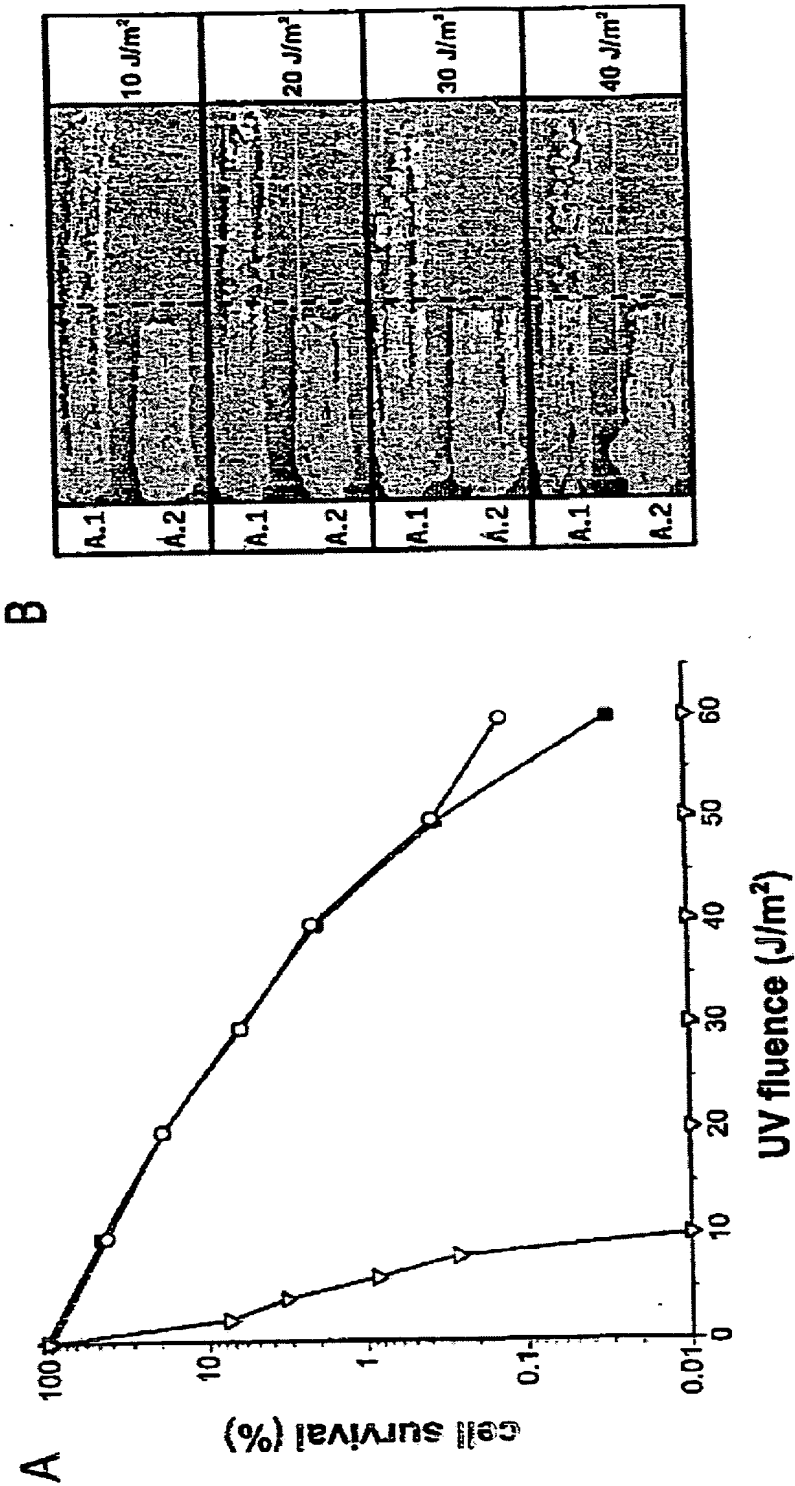 A
cell survival (%)
100
10
1
0.1
0.01
0
10
20
30
40
50
60
UV fluence (J/m²)
B
A.1
A.2
10 J/m²
A.1
A.2
20 J/m²
A.1
A.2
30 J/m²
A.1
A.2
40 J/m²